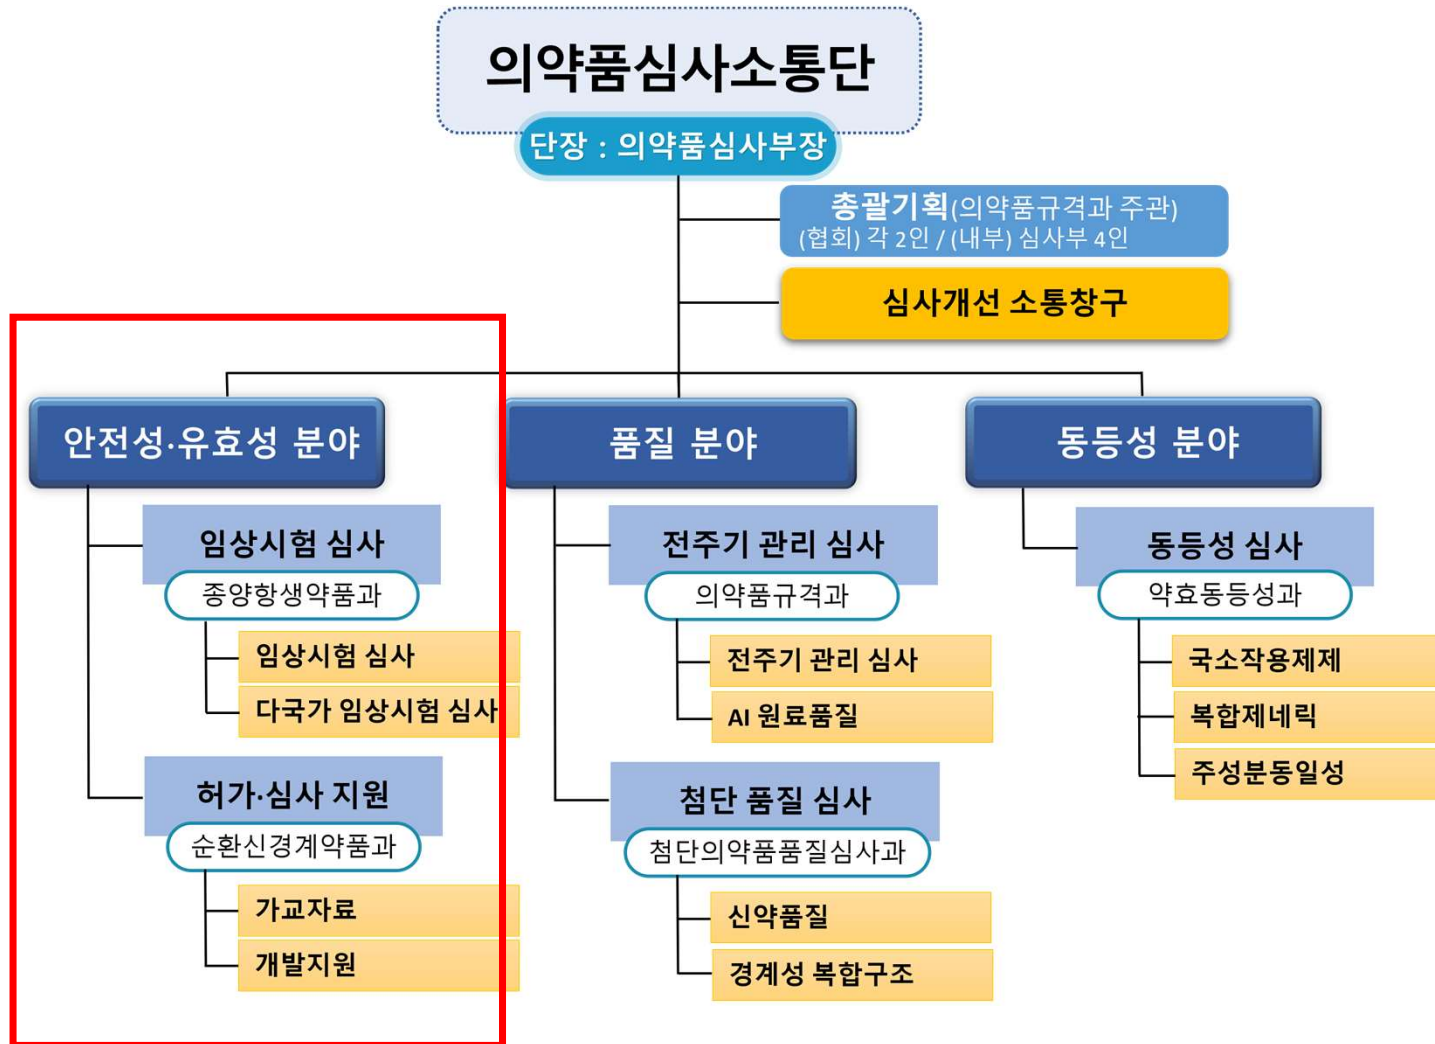 의약품심사소통단
단장 : 의약품심사부장
총괄기획(의약품규격과 주관)
(협회) 각 2인 / (내부) 심사부 4인
심사개선 소통창구
안전성·유효성 분야
임상시험 심사
종양항생약품과
임상시험 심사
다국가 임상시험 심사
허가·심사 지원
순환신경계약품과
가교자료
개발지원
품질 분야
전주기 관리 심사
의약품규격과
전주기 관리 심사
AI 원료품질
첨단 품질 심사
첨단의약품품질심사과
신약품질
경계성 복합구조
동등성 분야
동등성 심사
약효동등성과
국소작용제제
복합제네릭
주성분동일성